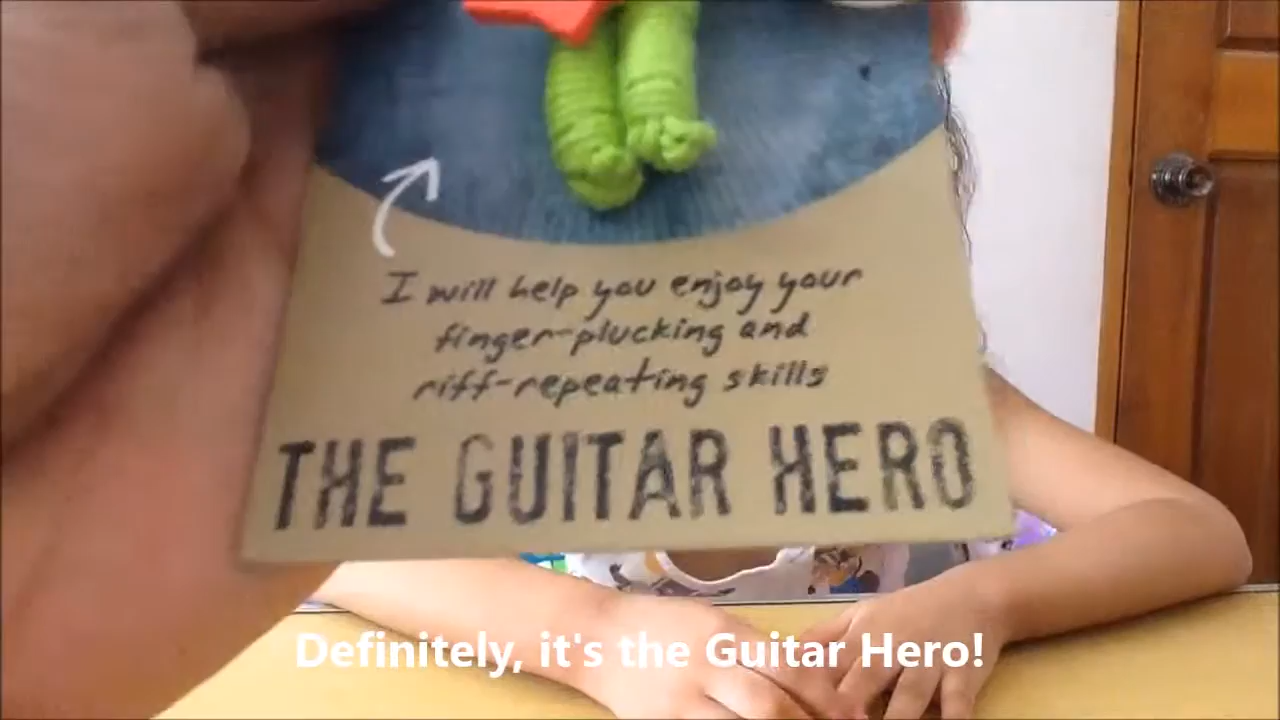 I will help you enjoy your
finger-plucking and
riff-repeating skills
THE GUITAR HERO
Definitely, it's the Guitar Hero!